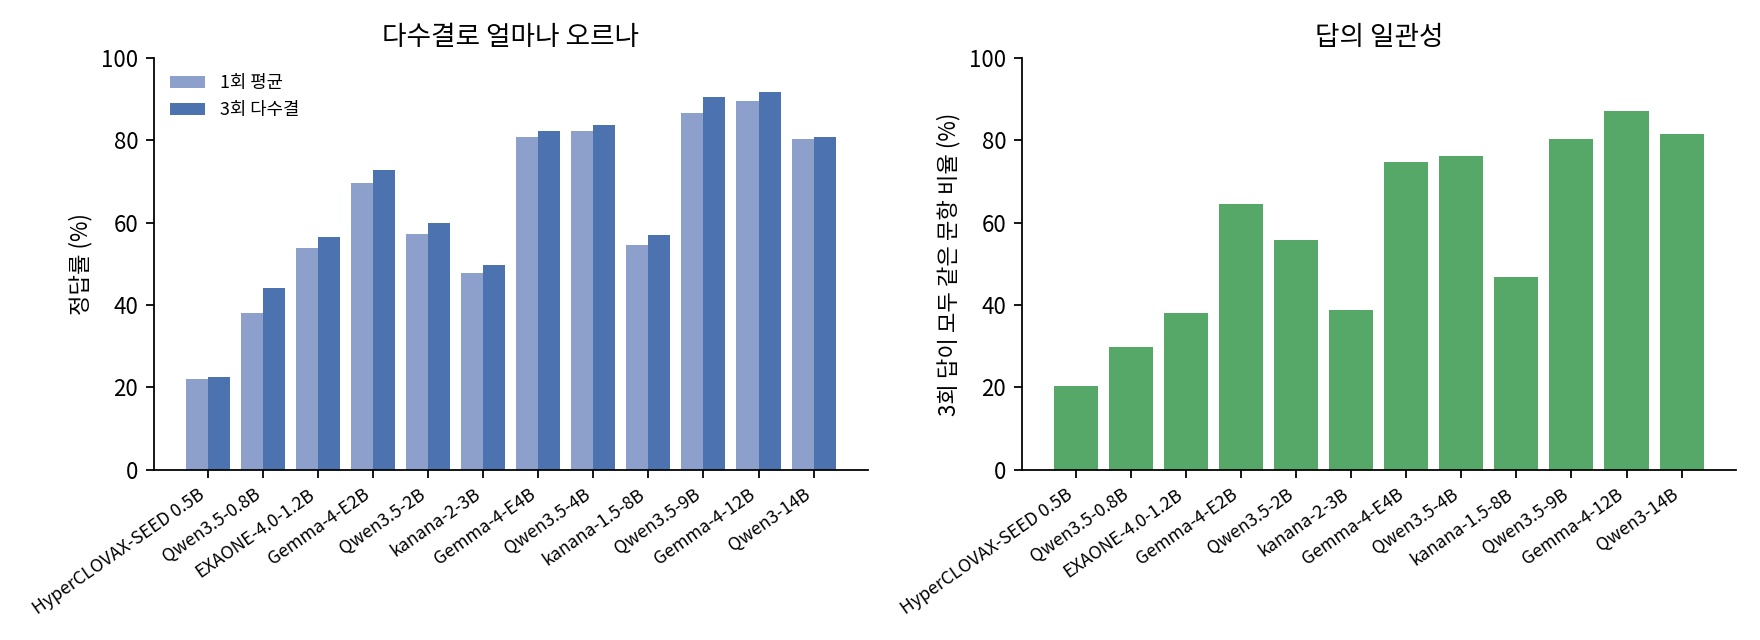 다수결로 얼마나 오르나
정답률 (%)
100
80
60
40
20
0
1회 평균
3회 다수결
HyperCLOVAX-SEED 0.5B
Qwen3.5-0.8B
EXAONE-4.0-1.2B
Gemma-4-E2B
Qwen3.5-2B
kanana-2-3B
Gemma-4-E4B
Qwen3.5-4B
kanana-1.5-8B
Qwen3.5-9B
Gemma-4-12B
Qwen3-14B
답의 일관성
3회 답이 모두 같은 문항 비율 (%)
100
80
60
40
20
0
HyperCLOVAX-SEED 0.5B
Qwen3.5-0.8B
EXAONE-4.0-1.2B
Gemma-4-E2B
Qwen3.5-2B
kanana-2-3B
Gemma-4-E4B
Qwen3.5-4B
kanana-1.5-8B
Qwen3.5-9B
Gemma-4-12B
Qwen3-14B